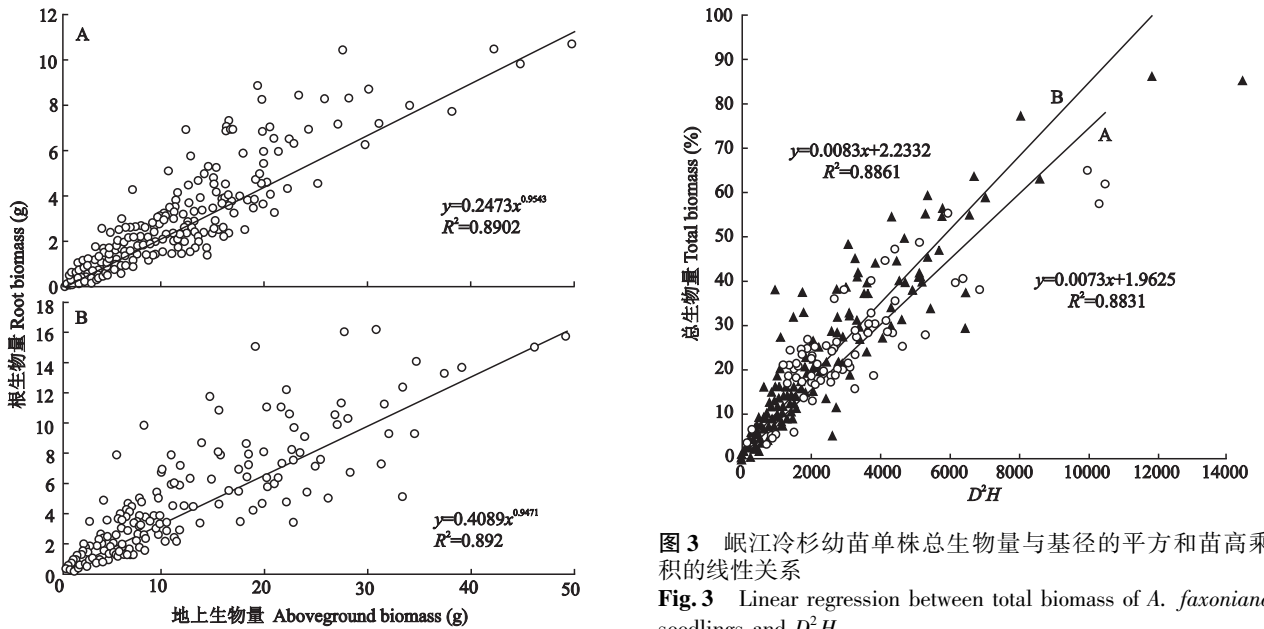 12
10
8
6
4
2
0
A
y=0.2473x^0.9543
R²=0.8902
18
16
14
12
10
8
6
4
2
0
B
y=0.4089x^0.9471
R²=0.892
0 10 20 30 40 50
根生物量 Root biomass (g)
地上生物量 Aboveground biomass (g)
100
90
80
70
60
50
40
30
20
10
0
总生物量 Total biomass (%)
B
A
y=0.0083x+2.2332
R²=0.8861
y=0.0073x+1.9625
R²=0.8831
0 2000 4000 6000 8000 10000 12000 14000
D²H
图 3 岷江冷杉幼苗单株总生物量与基径的平方和苗高乘
积的线性关系
Fig. 3 Linear regression between total biomass of A. faxoniana
seedlings and D²H